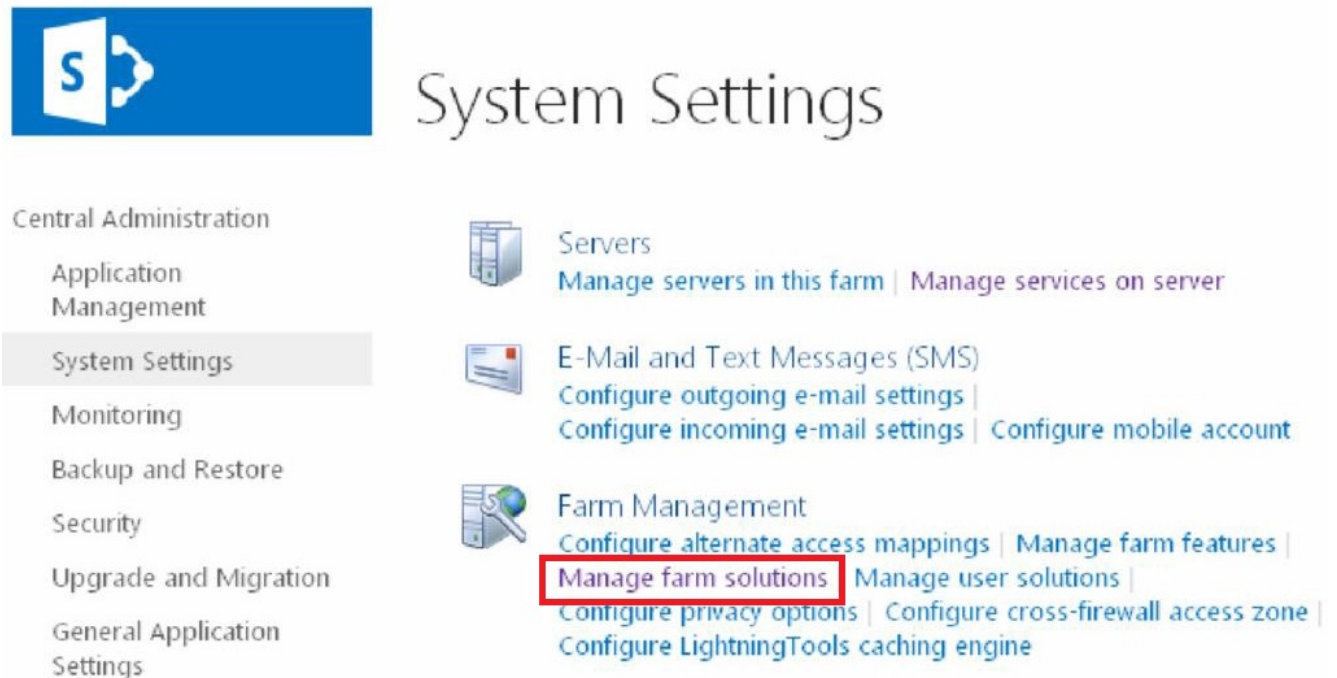 S
System Settings
Central Administration
Application
Management
System Settings
Monitoring
Backup and Restore
Security
Upgrade and Migration
General Application
Settings
Servers
Manage servers in this farm | Manage services on server
E-Mail and Text Messages (SMS)
Configure outgoing e-mail settings |
Configure incoming e-mail settings | Configure mobile account
Farm Management
Configure alternate access mappings | Manage farm features |
Manage farm solutions Manage user solutions |
Configure privacy options | Configure cross-firewall access zone |
Configure LightningTools caching engine